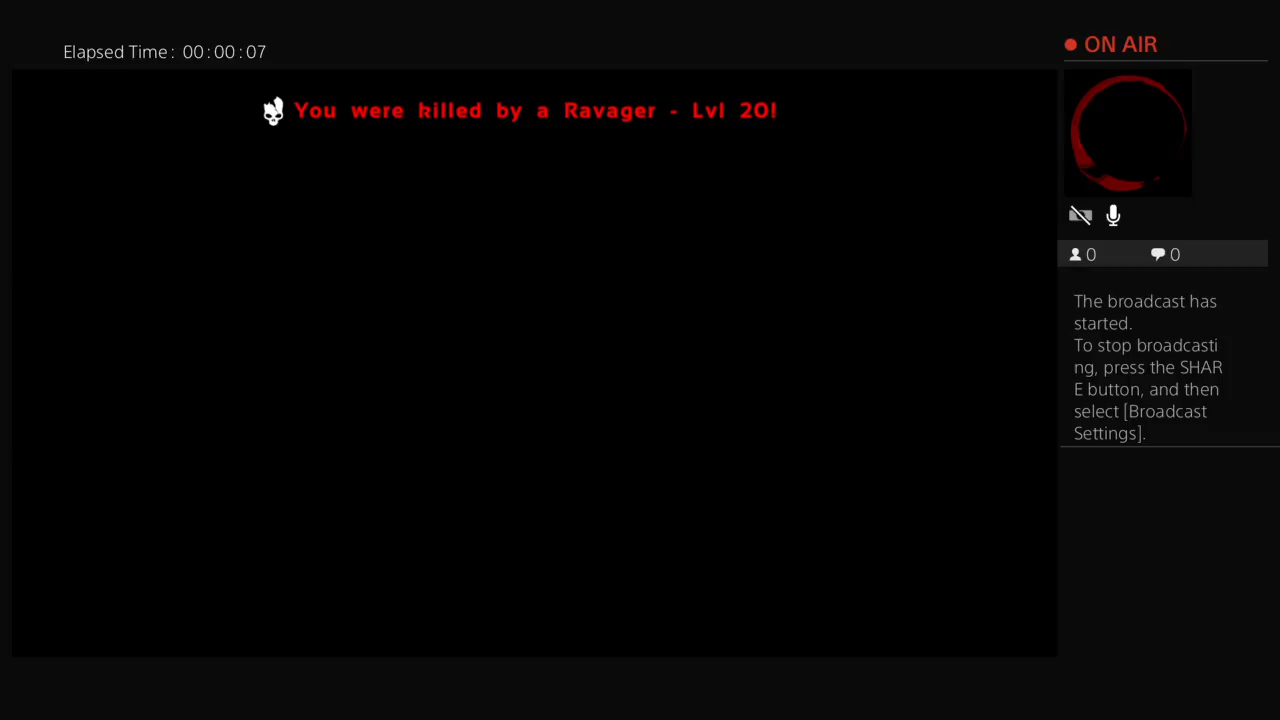 Elapsed Time: 00:00:07
ON AIR
You were killed by a Ravager - Lvl 20!
0 0
The broadcast has
started.
To stop broadcasti
ng, press the SHAR
E button, and then
select [Broadcast
Settings].